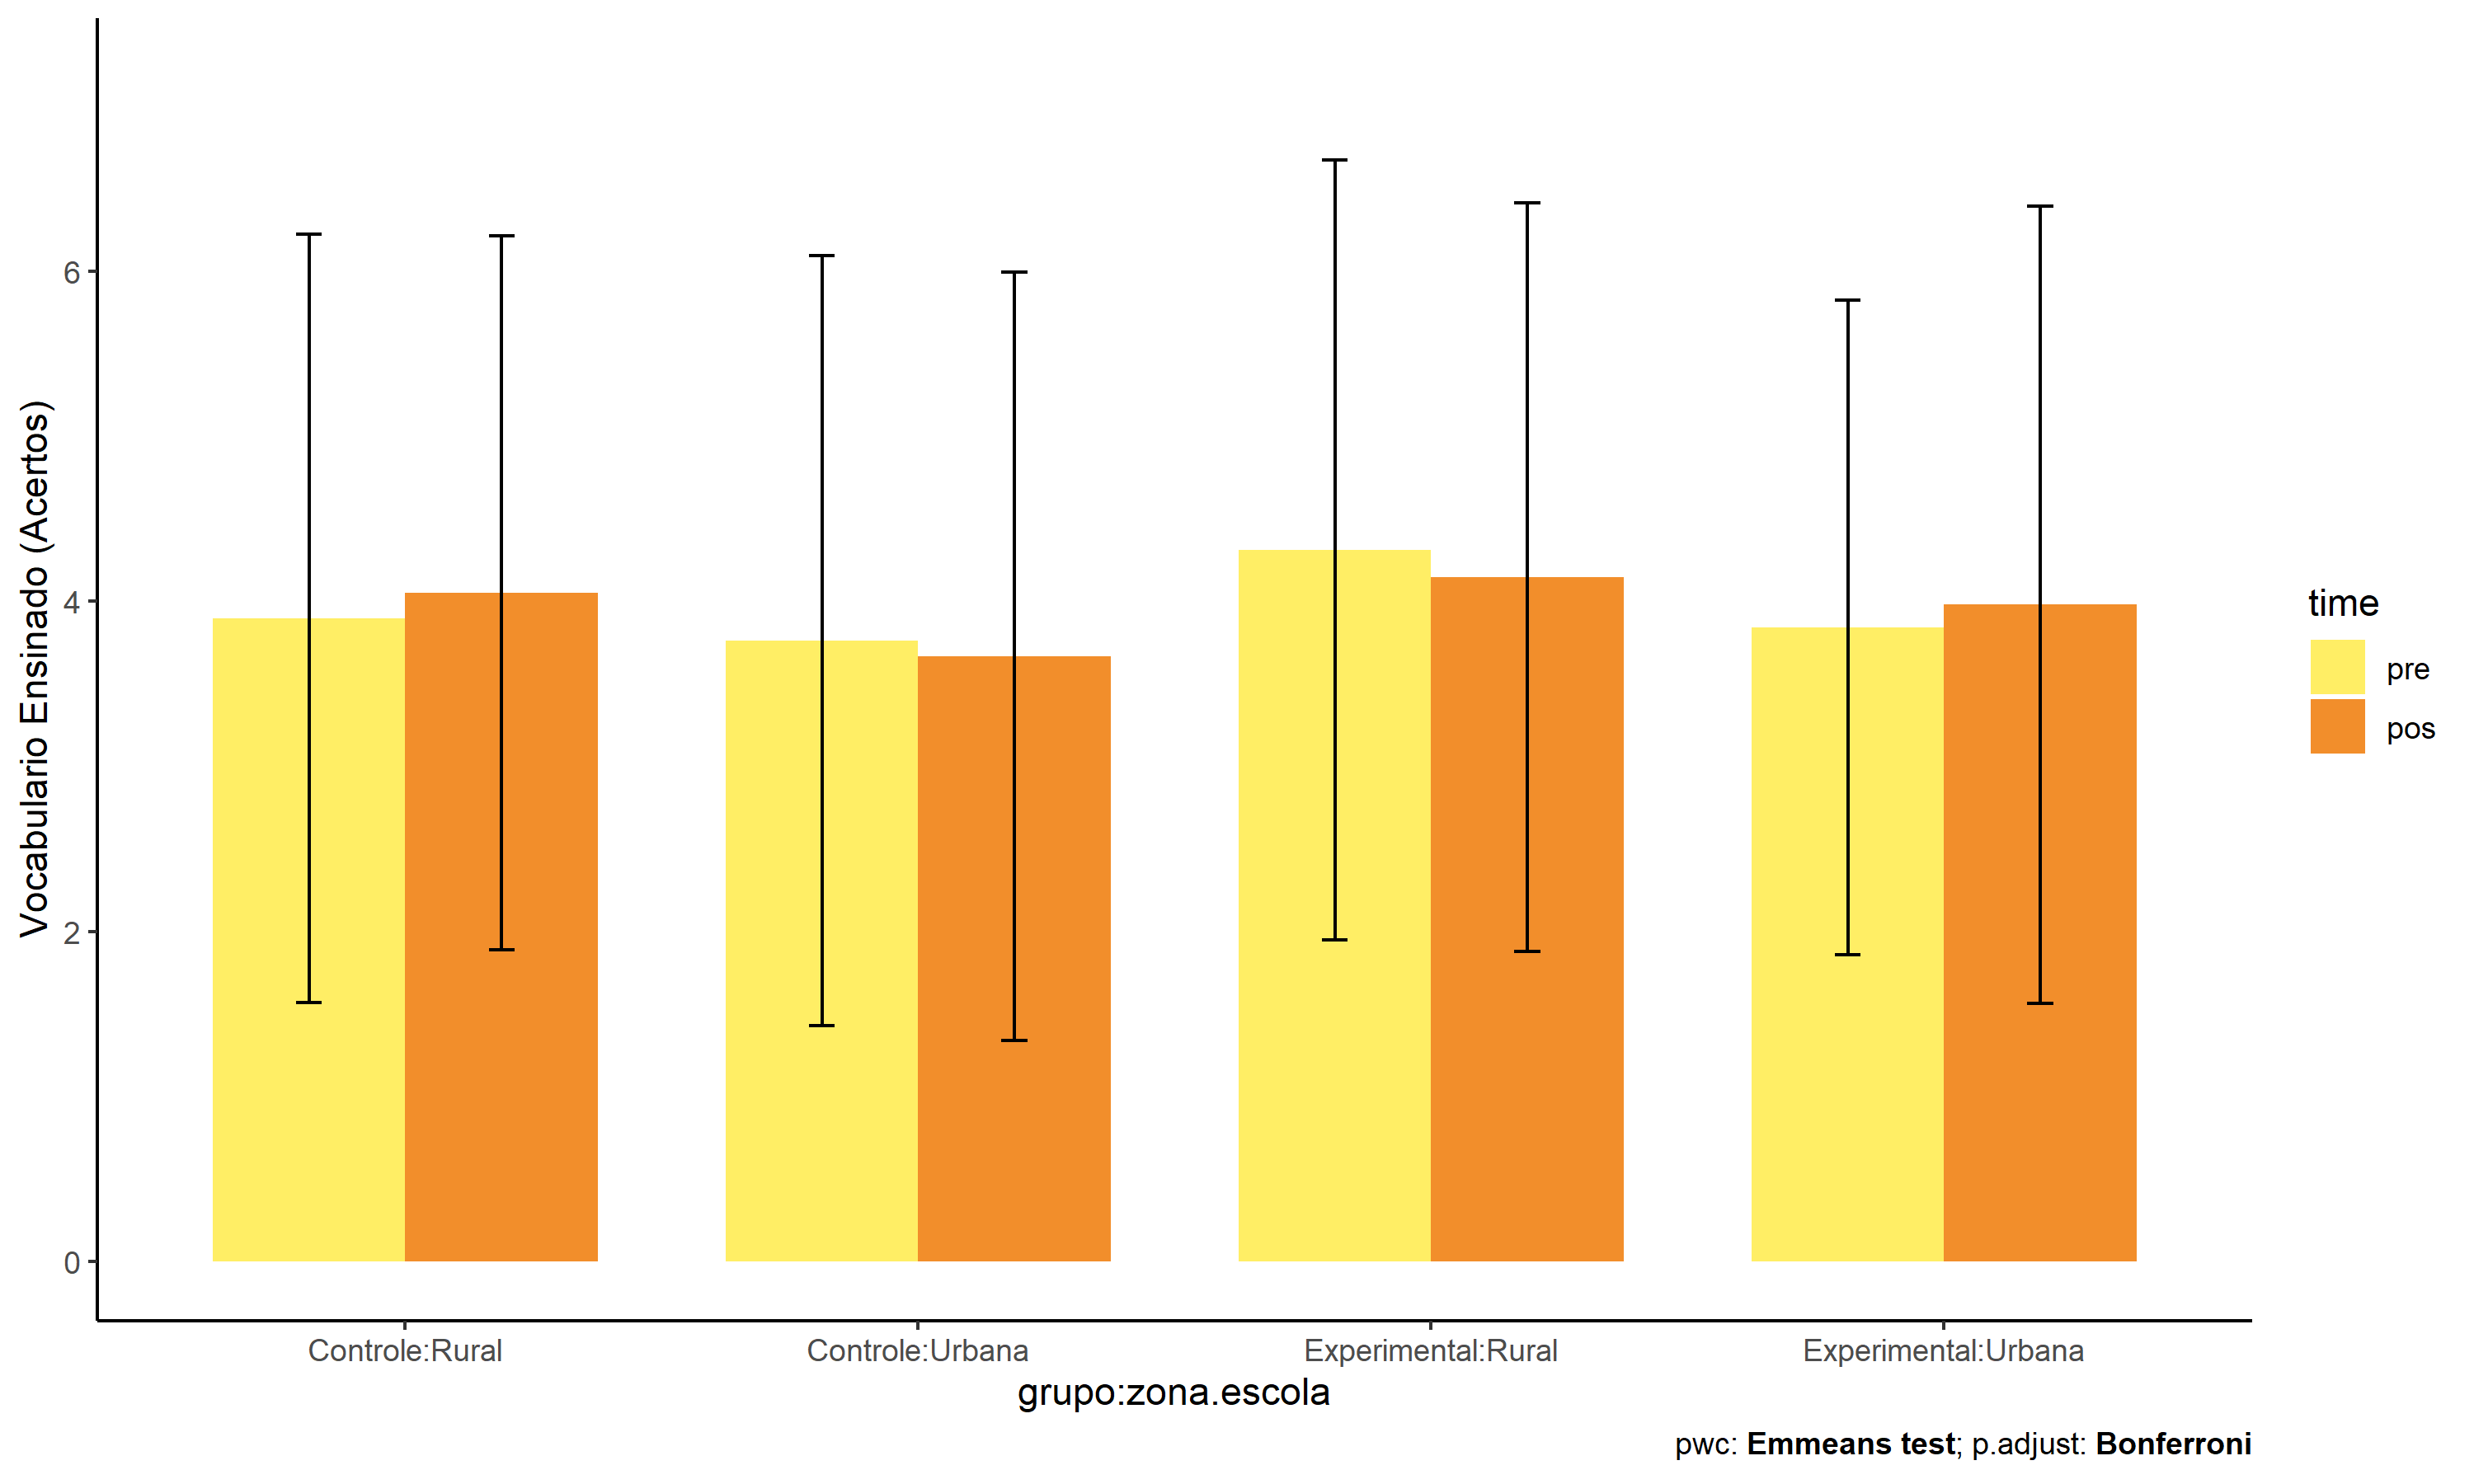 Vocabulario Ensinado (Acertos)
6
4
2
0
Controle:Rural
Controle:Urbana
Experimental:Rural
Experimental:Urbana
grupo:zona.escola
time
pre
pos
pwc: Emmeans test; p.adjust: Bonferroni